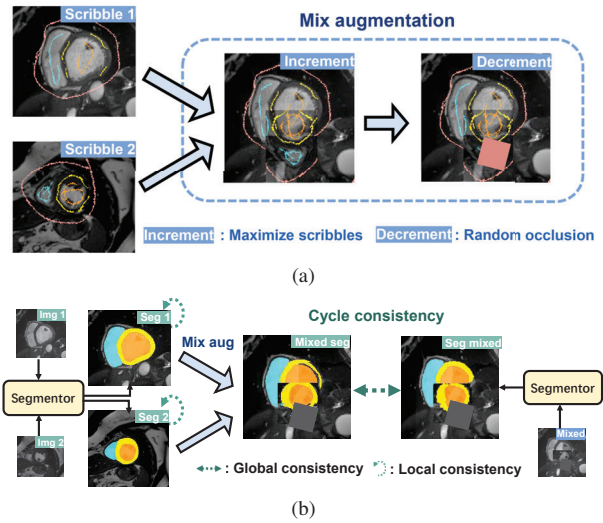 Scribble 1
Mix augmentation
Increment
Decrement
Scribble 2
Increment : Maximize scribbles
Decrement : Random occlusion
(a)
Img 1
Seg 1
Cycle consistency
Mix aug
Mixed seg
Seg mixed
Segmentor
Segmentor
Seg 2
Img 2
Mixed
: Global consistency
: Local consistency
(b)